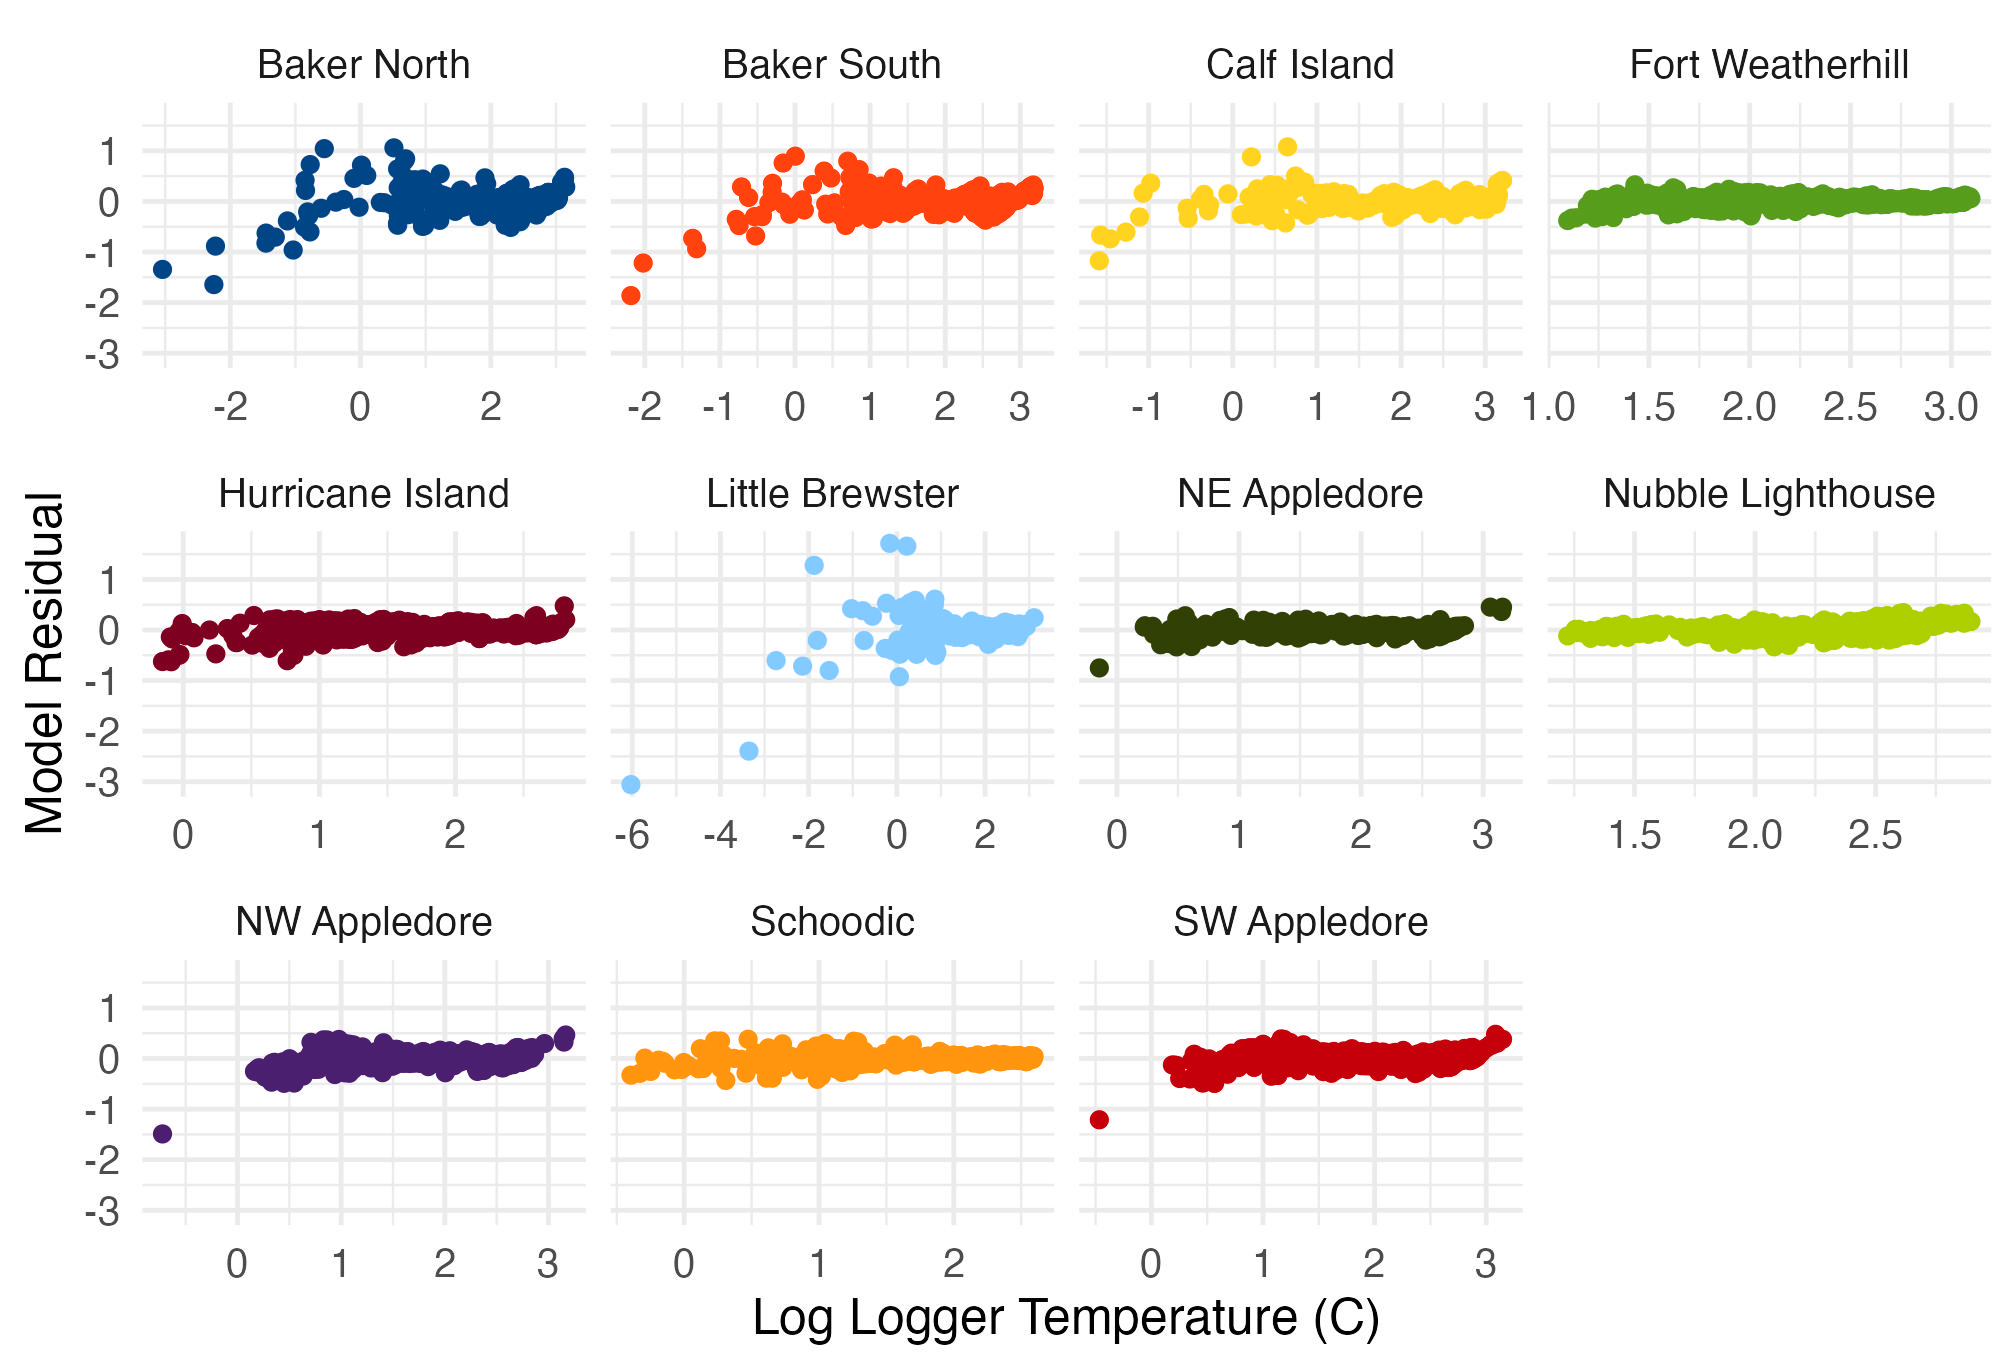 Baker North Baker South Calf Island Fort Weatherhill
1
0
-1
-2
-3
-2 0 2 -2 -1 0 1 2 3 -1 0 1 2 3 1.0 1.5 2.0 2.5 3.0
Hurricane Island Little Brewster NE Appledore Nubble Lighthouse
Model Residual
1
0
-1
-2
-3
0 1 2 -6 -4 -2 0 2 0 1 2 3 1.5 2.0 2.5
NW Appledore Schoodic SW Appledore
1
0
-1
-2
-3
0 1 2 3 0 1 2 0 1 2 3
Log Logger Temperature (C)